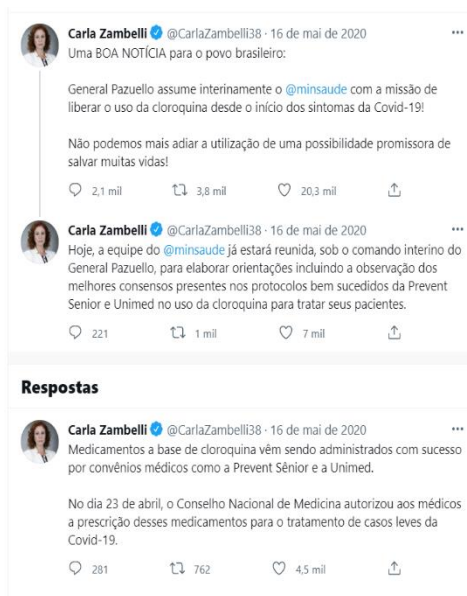 Carla Zambelli @CarlaZambelli38 · 16 de mai de 2020 ···
Uma BOA NOTÍCIA para o povo brasileiro:
General Pazuello assume interinamente o @minsaude com a missão de
liberar o uso da cloroquina desde o início dos sintomas da Covid-19!
Não podemos mais adiar a utilização de uma possibilidade promissora de
salvar muitas vidas!
2,1 mil 3,8 mil 20,3 mil
Carla Zambelli @CarlaZambelli38 · 16 de mai de 2020 ···
Hoje, a equipe do @minsaude já estará reunida, sob o comando interino do
General Pazuello, para elaborar orientações incluindo a observação dos
melhores consensos presentes nos protocolos bem sucedidos da Prevent
Senior e Unimed no uso da cloroquina para tratar seus pacientes.
221 1 mil 7 mil
Respostas
Carla Zambelli @CarlaZambelli38 · 16 de mai de 2020 ···
Medicamentos a base de cloroquina vêm sendo administrados com sucesso
por convênios médicos como a Prevent Sênior e a Unimed.
No dia 23 de abril, o Conselho Nacional de Medicina autorizou aos médicos
a prescrição desses medicamentos para o tratamento de casos leves da
Covid-19.
281 762 4,5 mil